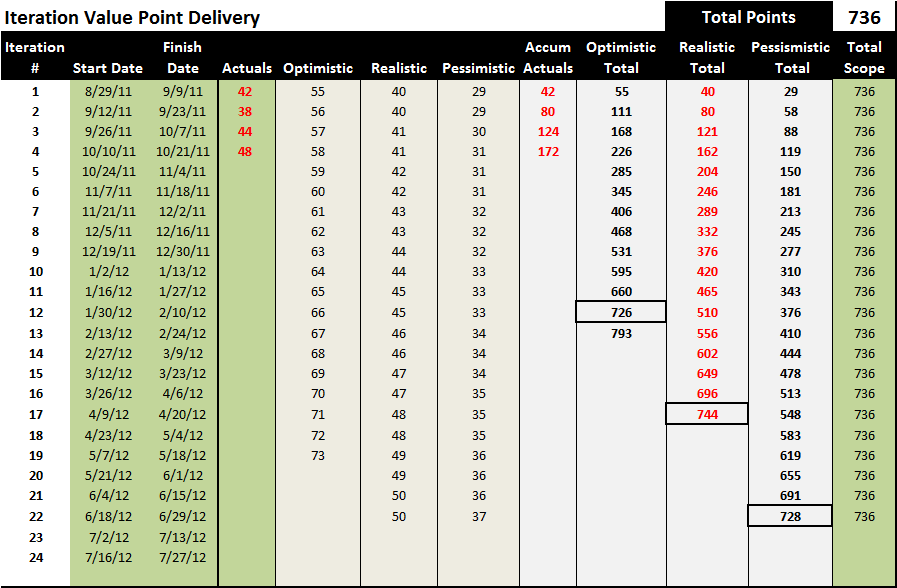 Iteration Value Point Delivery Total Points 736
Iteration Finish Accum Optimistic Realistic Pessismistic Total
# Start Date Date Actuals Optimistic Realistic Pessimistic Actuals Total Total Total Scope
1 8/29/11 9/9/11 42 55 40 29 42 55 40 29 736
2 9/12/11 9/23/11 38 56 40 29 80 111 80 58 736
3 9/26/11 10/7/11 44 57 41 30 124 168 121 88 736
4 10/10/11 10/21/11 48 58 41 31 172 226 162 119 736
5 10/24/11 11/4/11 59 42 31 285 204 150 736
6 11/7/11 11/18/11 60 42 31 345 246 181 736
7 11/21/11 12/2/11 61 43 32 406 289 213 736
8 12/5/11 12/16/11 62 43 32 468 332 245 736
9 12/19/11 12/30/11 63 44 32 531 376 277 736
10 1/2/12 1/13/12 64 44 33 595 420 310 736
11 1/16/12 1/27/12 65 45 33 660 465 343 736
12 1/30/12 2/10/12 66 45 33 726 510 376 736
13 2/13/12 2/24/12 67 46 34 793 556 410 736
14 2/27/12 3/9/12 68 46 34 602 444 736
15 3/12/12 3/23/12 69 47 34 649 478 736
16 3/26/12 4/6/12 70 47 35 696 513 736
17 4/9/12 4/20/12 71 48 35 744 548 736
18 4/23/12 5/4/12 72 48 35 583 736
19 5/7/12 5/18/12 73 49 36 619 736
20 5/21/12 6/1/12 49 36 655 736
21 6/4/12 6/15/12 50 36 691 736
22 6/18/12 6/29/12 50 37 728 736
23 7/2/12 7/13/12
24 7/16/12 7/27/12